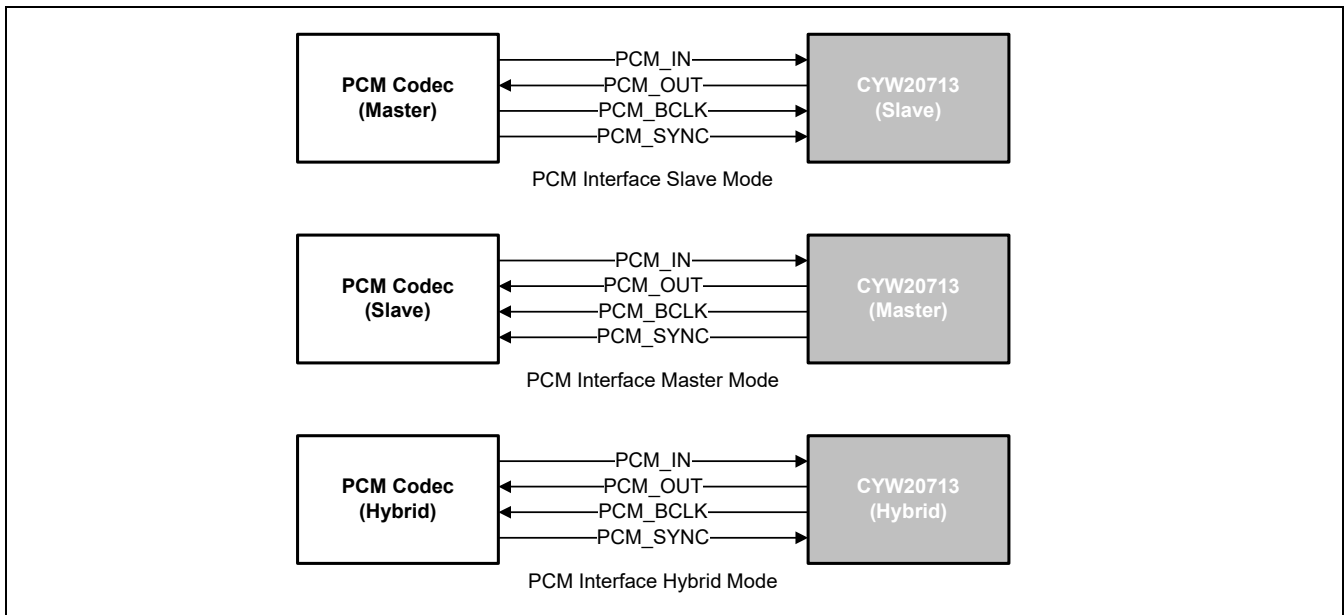 PCM Codec
(Master)
PCM_IN
PCM_OUT
PCM_BCLK
PCM_SYNC
CYW20713
(Slave)
PCM Interface Slave Mode
PCM Codec
(Slave)
PCM_IN
PCM_OUT
PCM_BCLK
PCM_SYNC
CYW20713
(Master)
PCM Interface Master Mode
PCM Codec
(Hybrid)
PCM_IN
PCM_OUT
PCM_BCLK
PCM_SYNC
CYW20713
(Hybrid)
PCM Interface Hybrid Mode